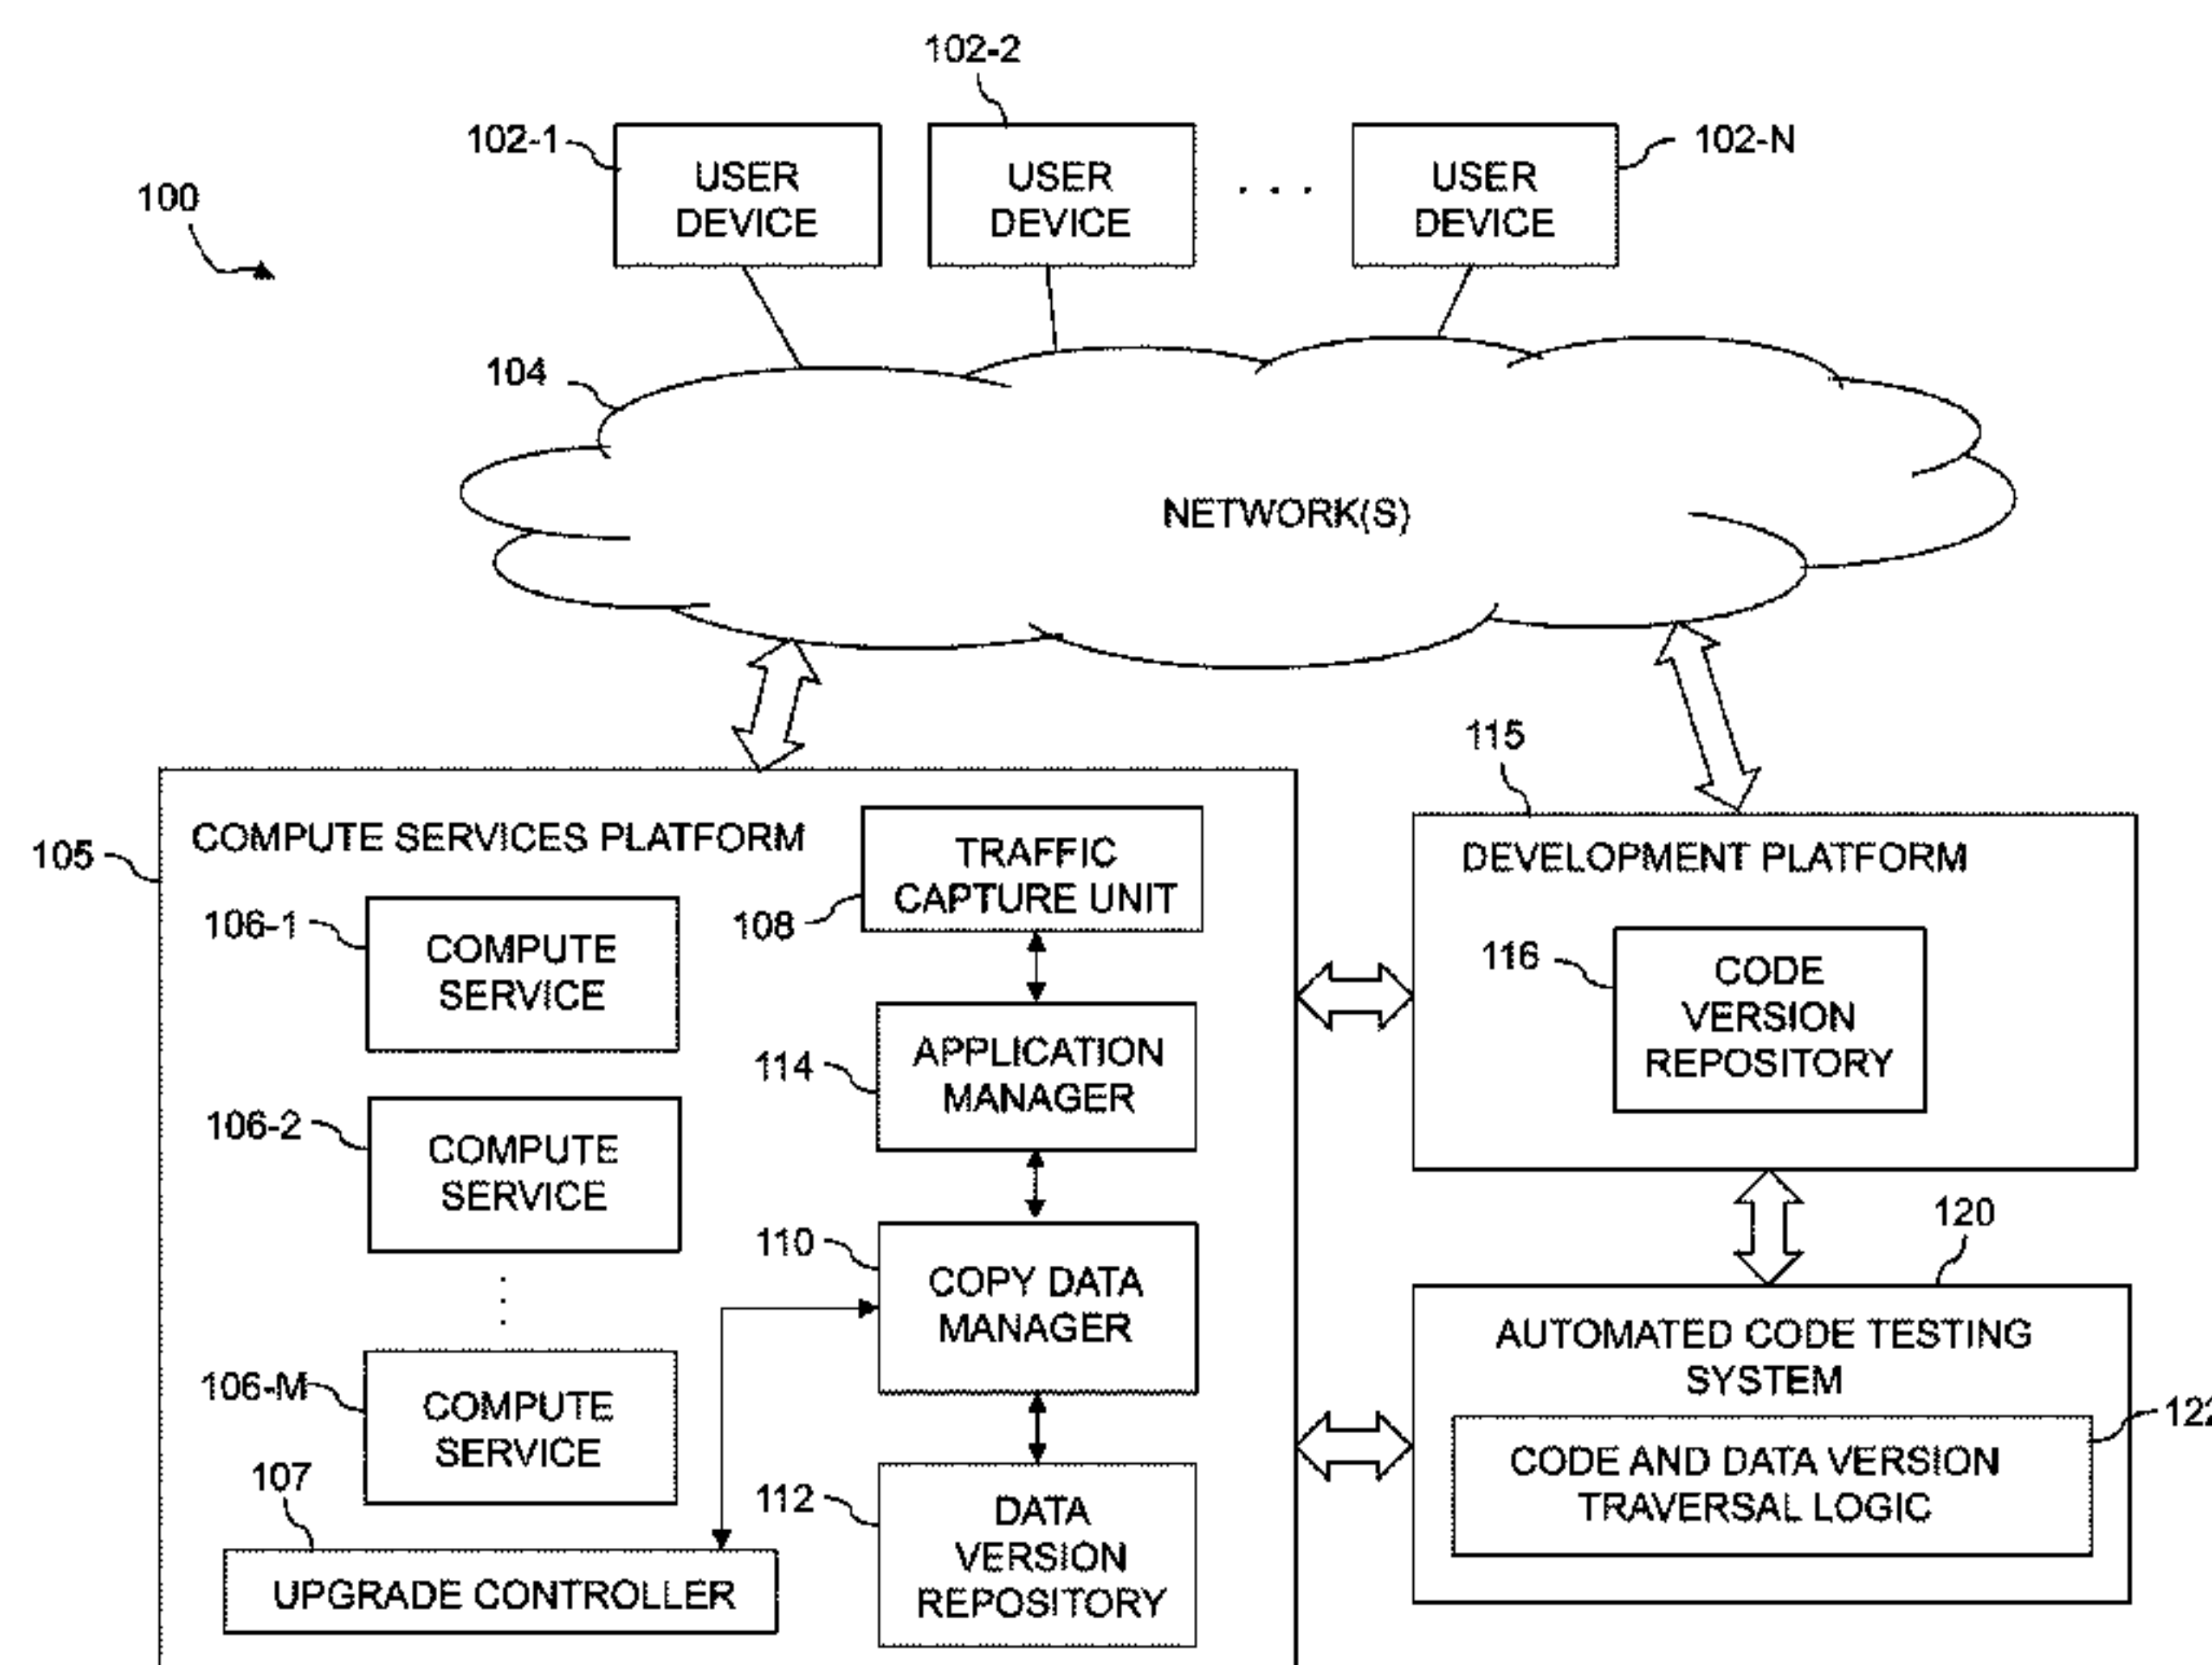 102-2
102-1
USER
DEVICE
USER
DEVICE
. . .
USER
DEVICE
102-N
100
104
NETWORK(S)
105
COMPUTE SERVICES PLATFORM
108
TRAFFIC
CAPTURE UNIT
106-1
COMPUTE
SERVICE
114
APPLICATION
MANAGER
106-2
COMPUTE
SERVICE
110
COPY DATA
MANAGER
106-M
COMPUTE
SERVICE
107
UPGRADE CONTROLLER
112
DATA
VERSION
REPOSITORY
115
DEVELOPMENT PLATFORM
116
CODE
VERSION
REPOSITORY
120
AUTOMATED CODE TESTING
SYSTEM
122
CODE AND DATA VERSION
TRAVERSAL LOGIC